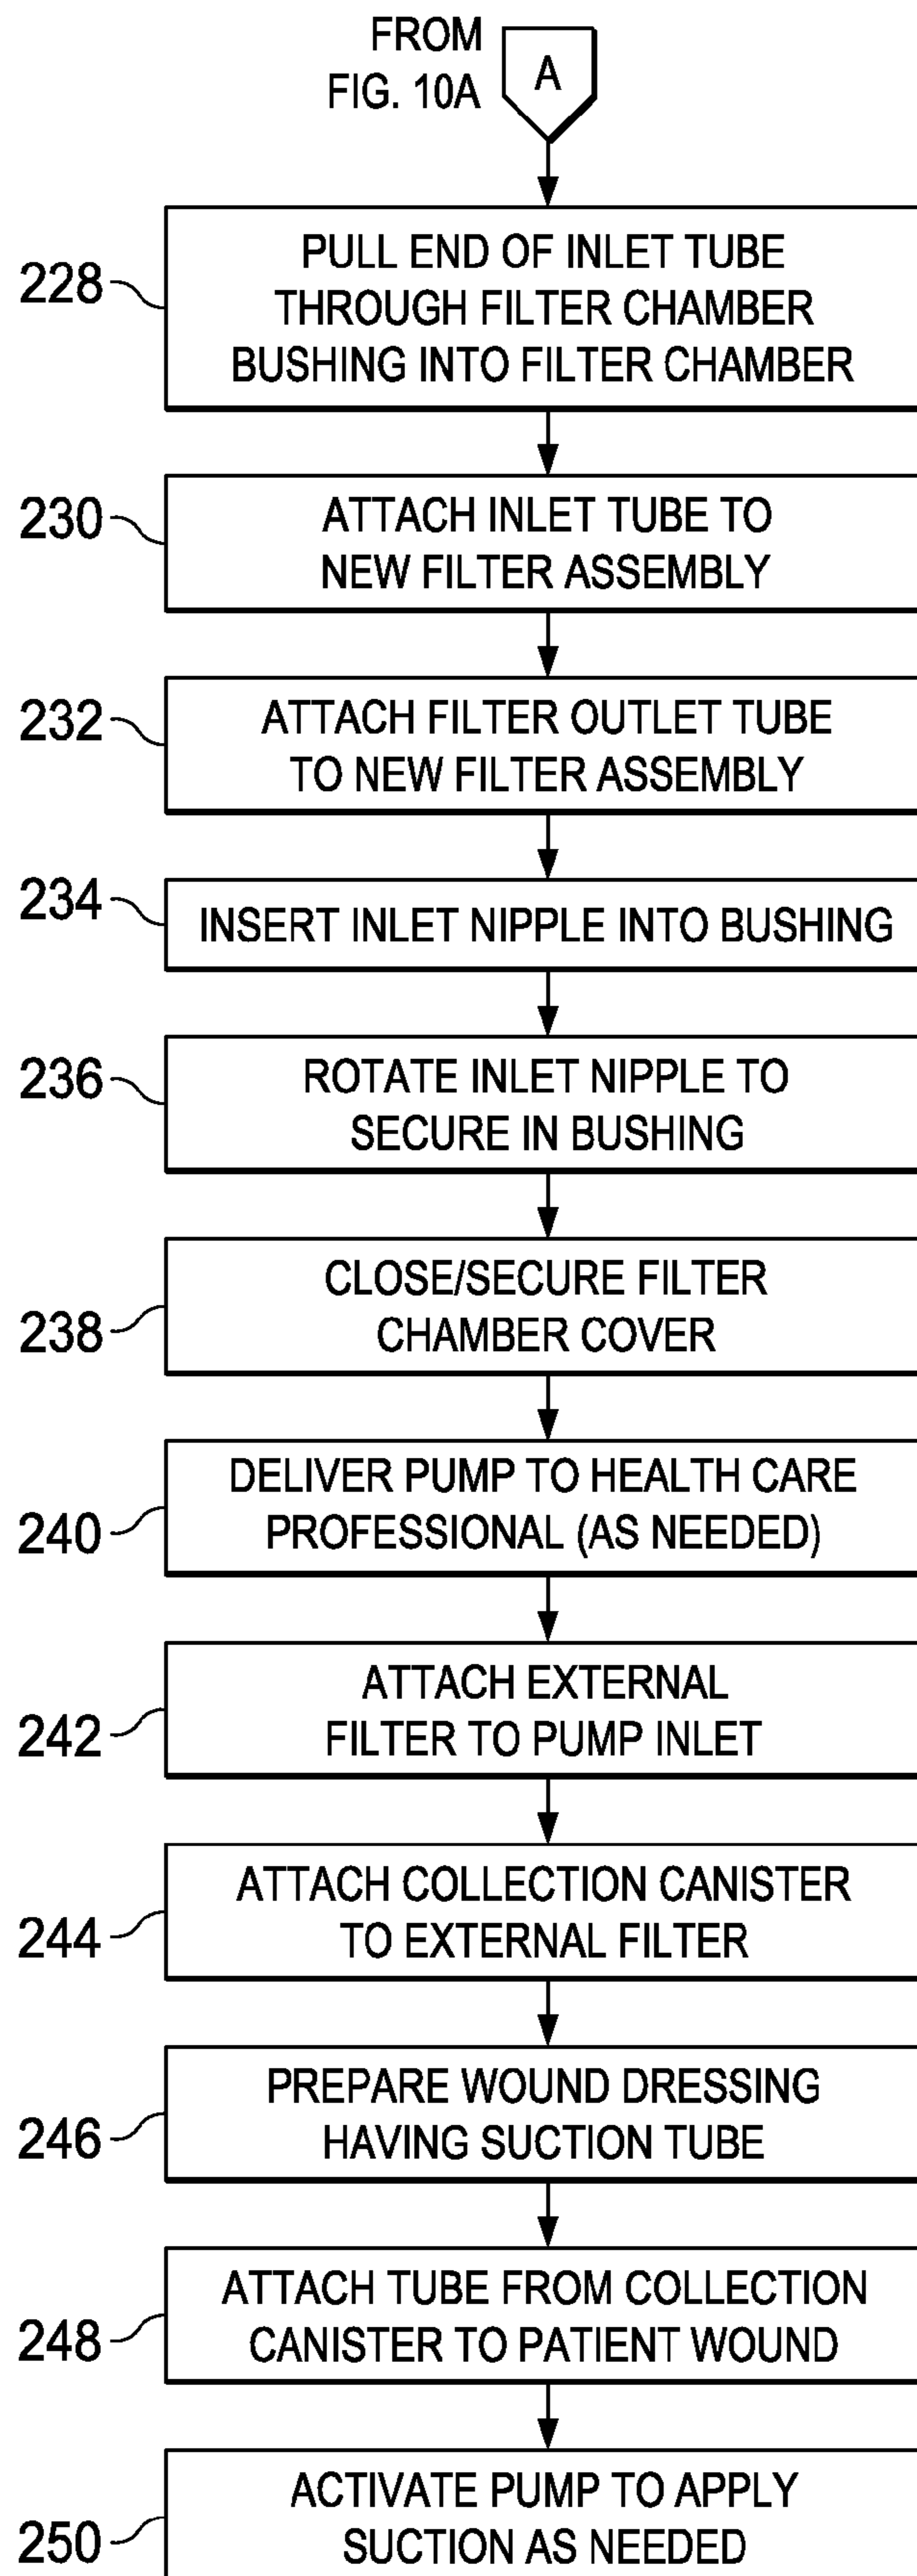 FROM
FIG. 10A
A
228
PULL END OF INLET TUBE
THROUGH FILTER CHAMBER
BUSHING INTO FILTER CHAMBER
230
ATTACH INLET TUBE TO
NEW FILTER ASSEMBLY
232
ATTACH FILTER OUTLET TUBE
TO NEW FILTER ASSEMBLY
234
INSERT INLET NIPPLE INTO BUSHING
236
ROTATE INLET NIPPLE TO
SECURE IN BUSHING
238
CLOSE/SECURE FILTER
CHAMBER COVER
240
DELIVER PUMP TO HEALTH CARE
PROFESSIONAL (AS NEEDED)
242
ATTACH EXTERNAL
FILTER TO PUMP INLET
244
ATTACH COLLECTION CANISTER
TO EXTERNAL FILTER
246
PREPARE WOUND DRESSING
HAVING SUCTION TUBE
248
ATTACH TUBE FROM COLLECTION
CANISTER TO PATIENT WOUND
250
ACTIVATE PUMP TO APPLY
SUCTION AS NEEDED